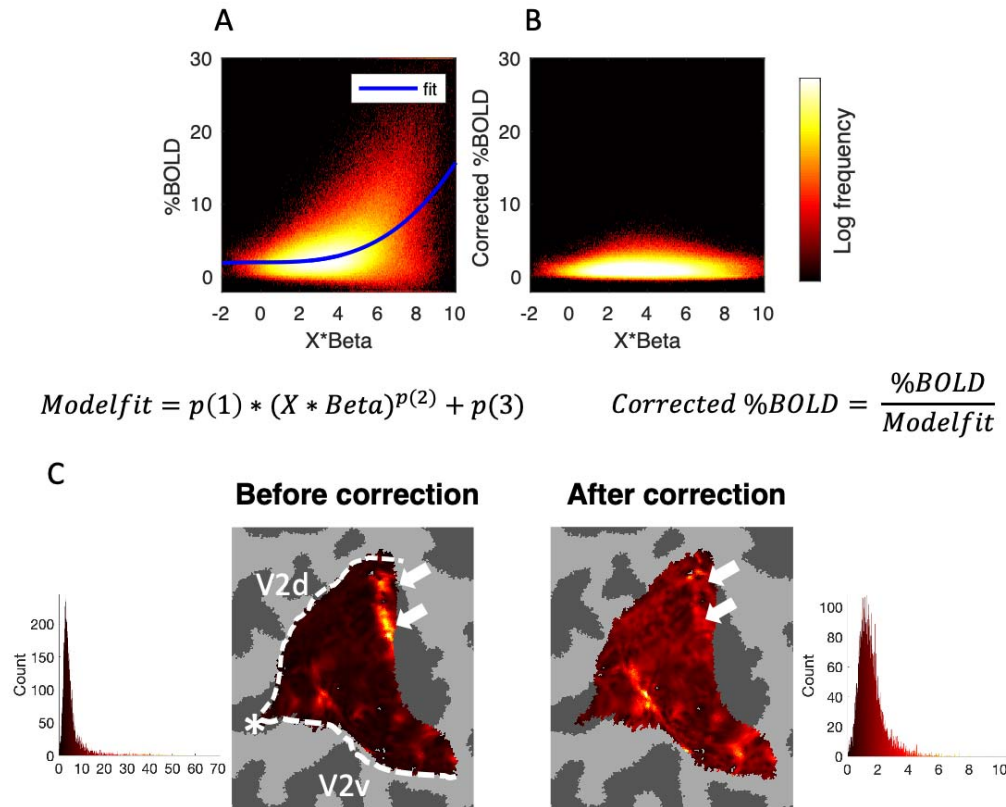 A
B
30
20
10
0
%BOLD
fit
-2 0 2 4 6 8 10
X*Beta
30
20
10
0
Corrected %BOLD
-2 0 2 4 6 8 10
X*Beta
Log frequency
Modelfit = p(1) * (X * Beta)^p(2) + p(3)
Corrected %BOLD = %BOLD / Modelfit
C
Before correction
After correction
V2d
*
V2v
200
150
100
50
0
Count
0 10 20 30 40 50 60 70
100
80
60
40
20
0
Count
0 2 4 6 8 10